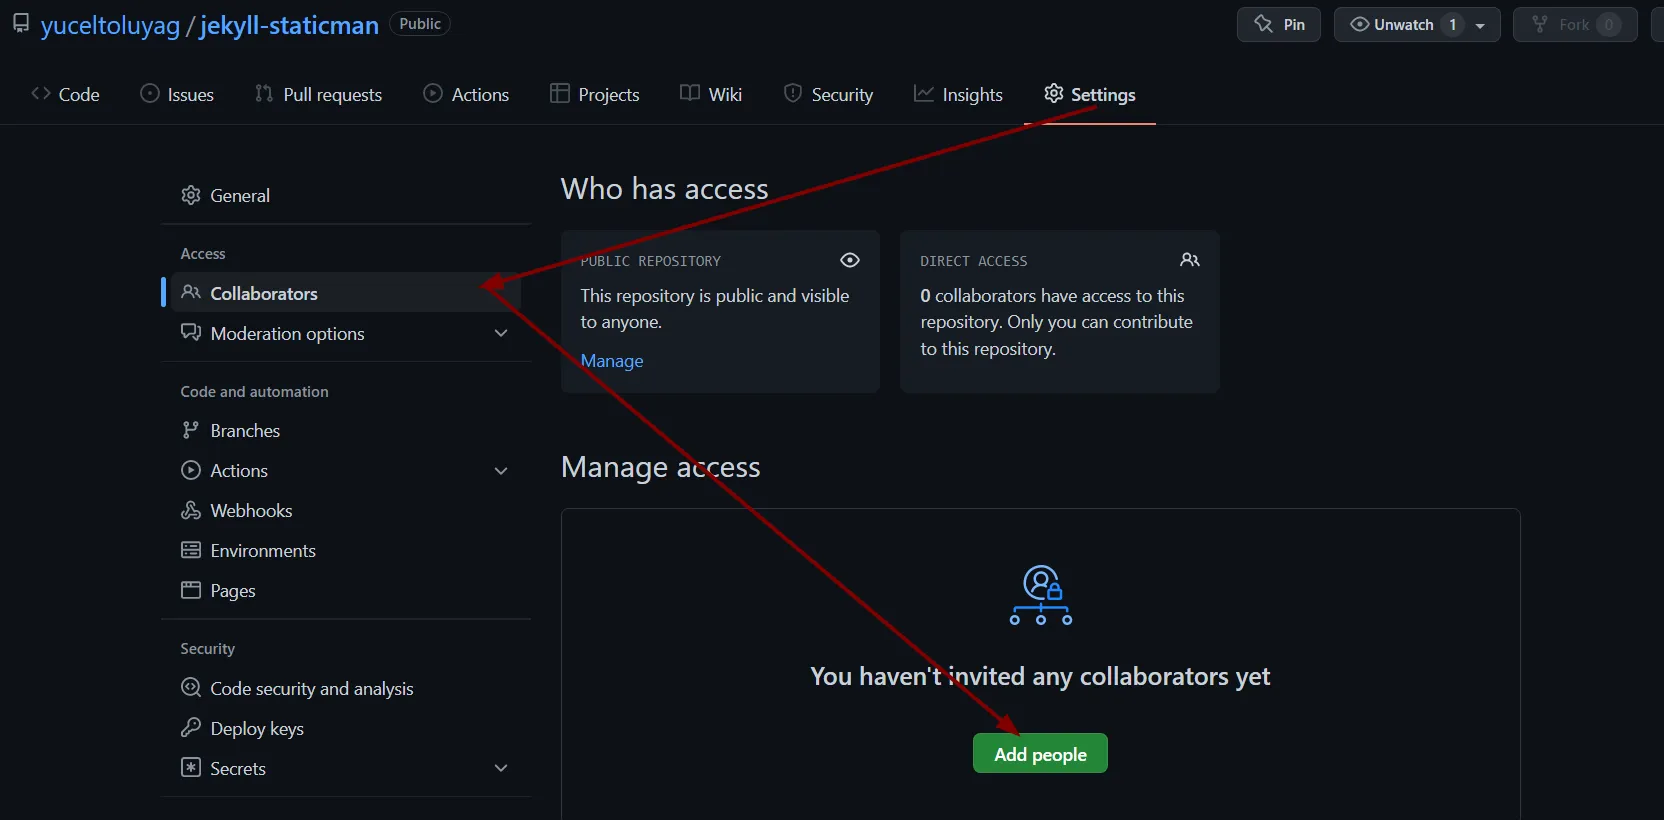 yuceltoluyag / jekyll-staticman Public
Pin
Unwatch 1
Fork 0
Code Issues Pull requests Actions Projects Wiki Security Insights Settings
General
Access
Collaborators
Moderation options
Code and automation
Branches
Actions
Webhooks
Environments
Pages
Security
Code security and analysis
Deploy keys
Secrets
Who has access
PUBLIC REPOSITORY
This repository is public and visible
to anyone.
Manage
DIRECT ACCESS
0 collaborators have access to this
repository. Only you can contribute
to this repository.
Manage access
You haven't invited any collaborators yet
Add people